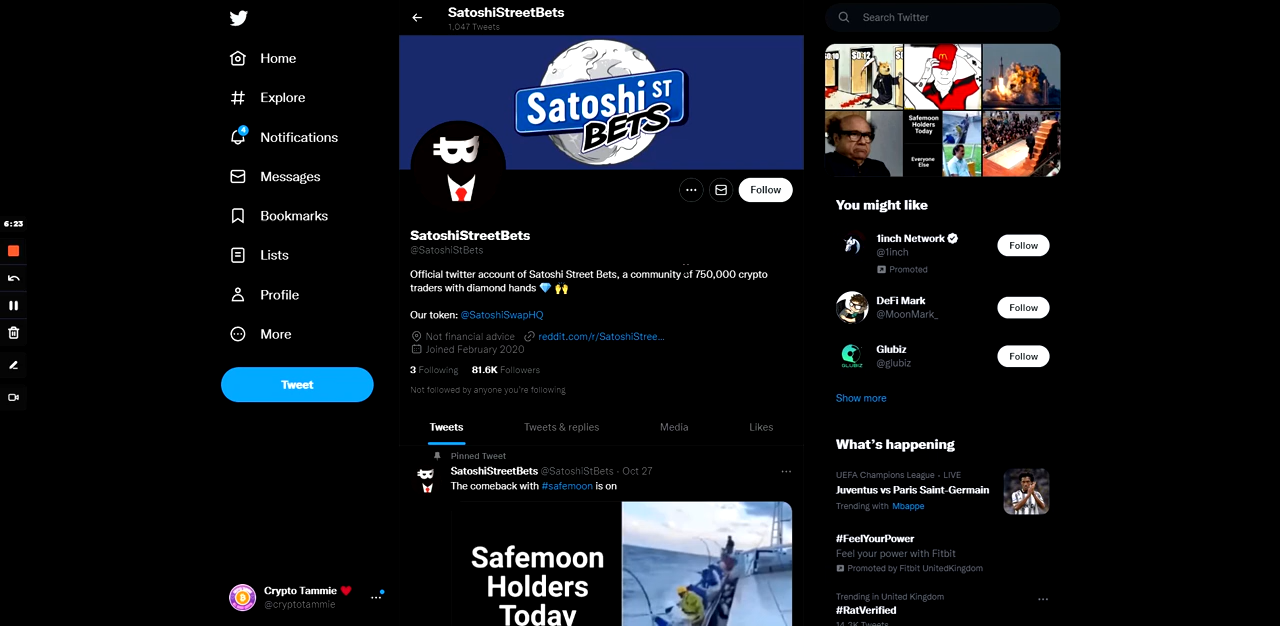 6:23
Home
Explore
4
Notifications
Messages
Bookmarks
Lists
Profile
More
Tweet
Crypto Tammie ❤️
@cryptotammie
SatoshiStreetBets
1,047 Tweets
Satoshi ST
BETS
Follow
SatoshiStreetBets
@SatoshiStBets
Official twitter account of Satoshi Street Bets, a community of 750,000 crypto
traders with diamond hands 💎 🙌
Our token: @SatoshiSwapHQ
Not financial advice reddit.com/r/SatoshiStree...
Joined February 2020
3 Following 81.6K Followers
Not followed by anyone you're following
Tweets Tweets & replies Media Likes
Pinned Tweet
SatoshiStreetBets @SatoshiStBets · Oct 27
The comeback with #safemoon is on
Safemoon
Holders
Today
Search Twitter
$0.12
Safemoon
Holders
Today
Everyone
Else
You might like
1inch Network
@1inch
Promoted
Follow
DeFi Mark
@MoonMark_
Follow
Glubiz
@glubiz
GLUBIZ
Follow
Show more
What's happening
UEFA Champions League · LIVE
Juventus vs Paris Saint-Germain
Trending with Mbappe
#FeelYourPower
Feel your power with Fitbit
Promoted by Fitbit UnitedKingdom
Trending in United Kingdom
#RatVerified
14.2K Tweets